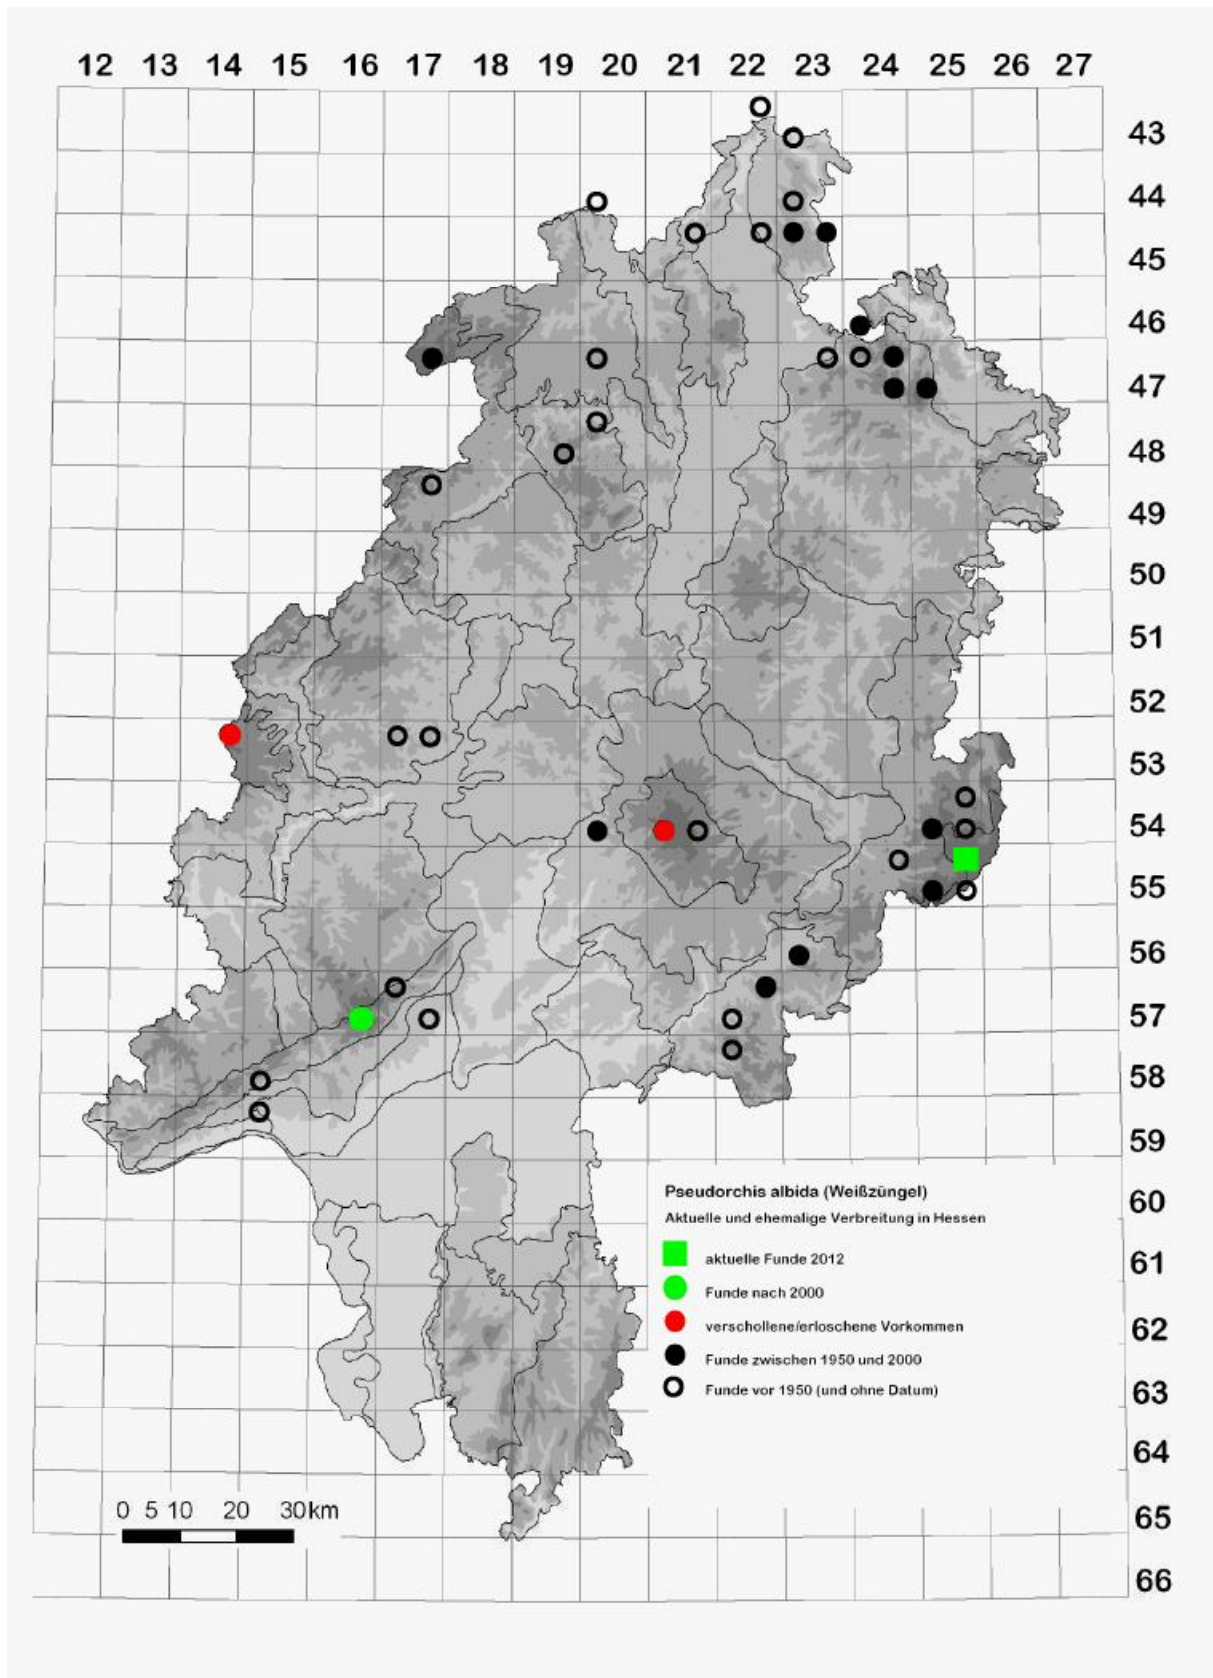 12 13 14 15 16 17 18 19 20 21 22 23 24 25 26 27
43
44
45
46
47
48
49
50
51
52
53
54
55
56
57
58
59
Pseudorchis albida (Weißzüngel)
60
Aktuelle und ehemalige Verbreitung in Hessen
aktuelle Funde 2012
61
Funde nach 2000
verschollene/erloschene Vorkommen
62
Funde zwischen 1950 und 2000
Funde vor 1950 (und ohne Datum)
63
64
0 5 10 20 30km
65
66